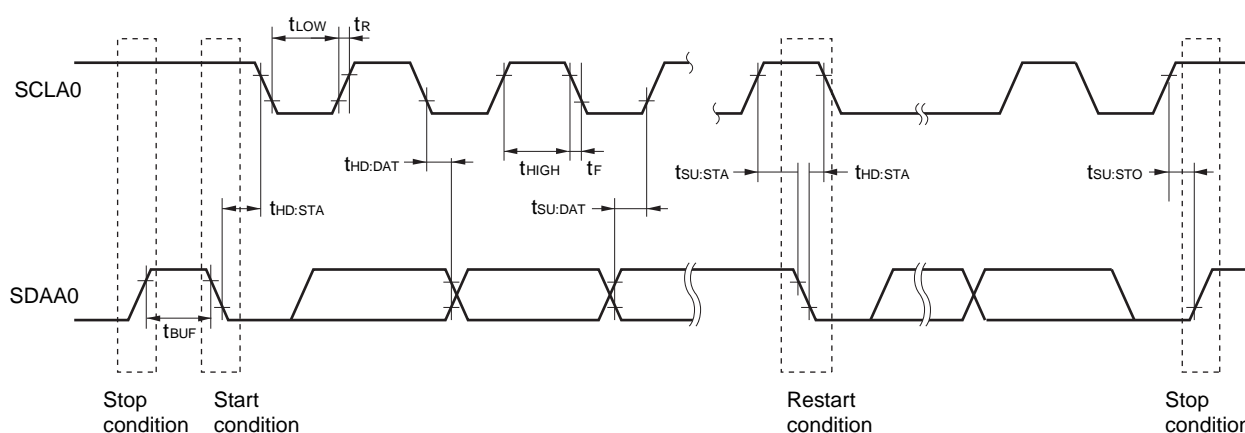 tLOW tR
SCLA0
tHD:DAT tHIGH tF tSU:STA tHD:STA tSU:STO
tHD:STA tSU:DAT
SDAA0
tBUF
Stop
condition
Start
condition
Restart
condition
Stop
condition